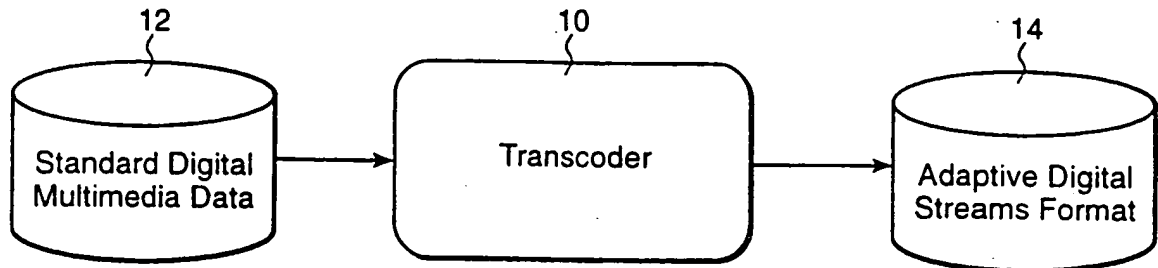 12
10
14
Standard Digital
Multimedia Data
Transcoder
Adaptive Digital
Streams Format